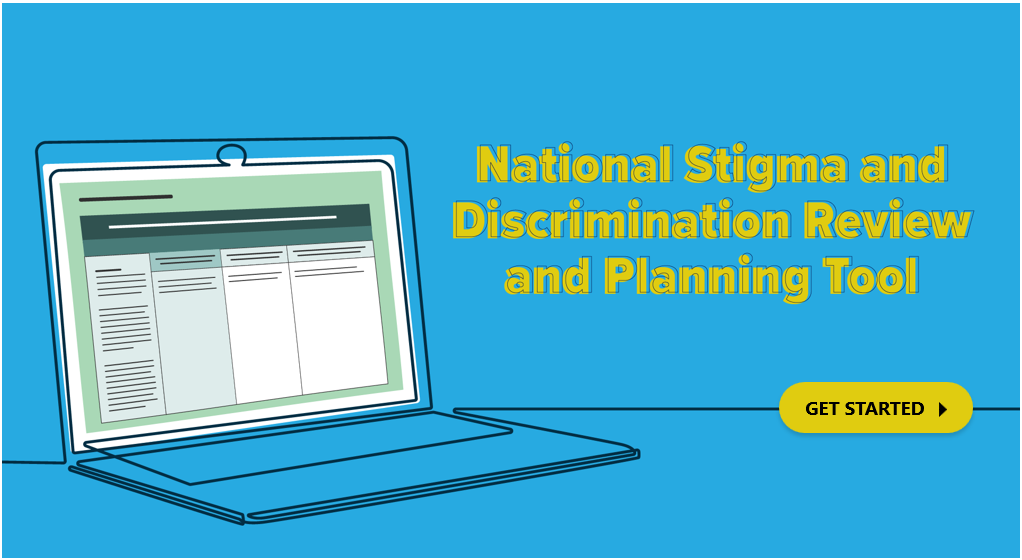 National Stigma and
Discrimination Review
and Planning Tool
GET STARTED